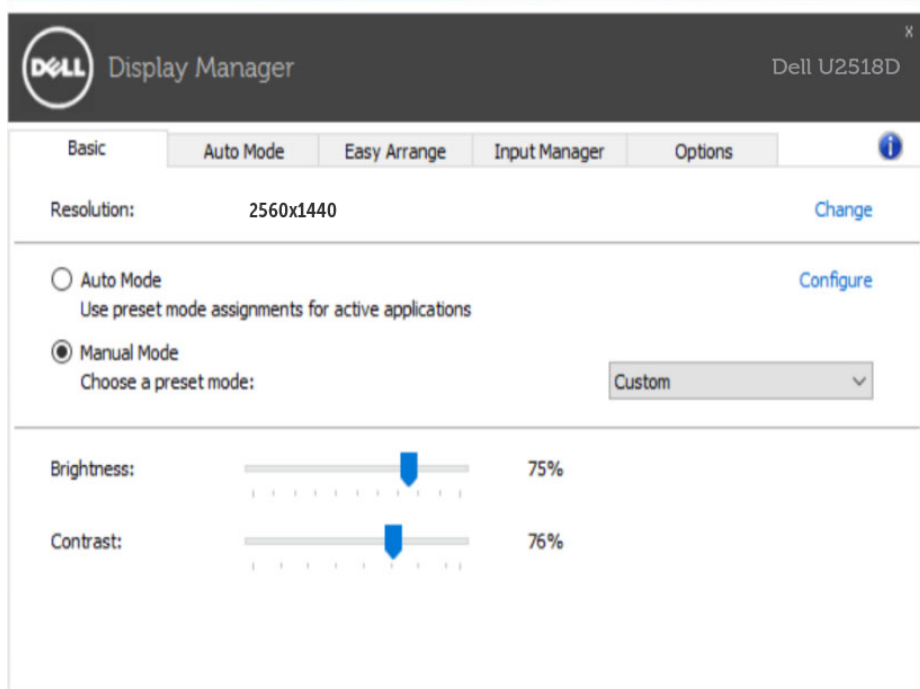 x
DELL Display Manager Dell U2518D
Basic Auto Mode Easy Arrange Input Manager Options i
Resolution: 2560x1440 Change
Auto Mode Configure
Use preset mode assignments for active applications
Manual Mode
Choose a preset mode: Custom
Brightness: 75%
Contrast: 76%